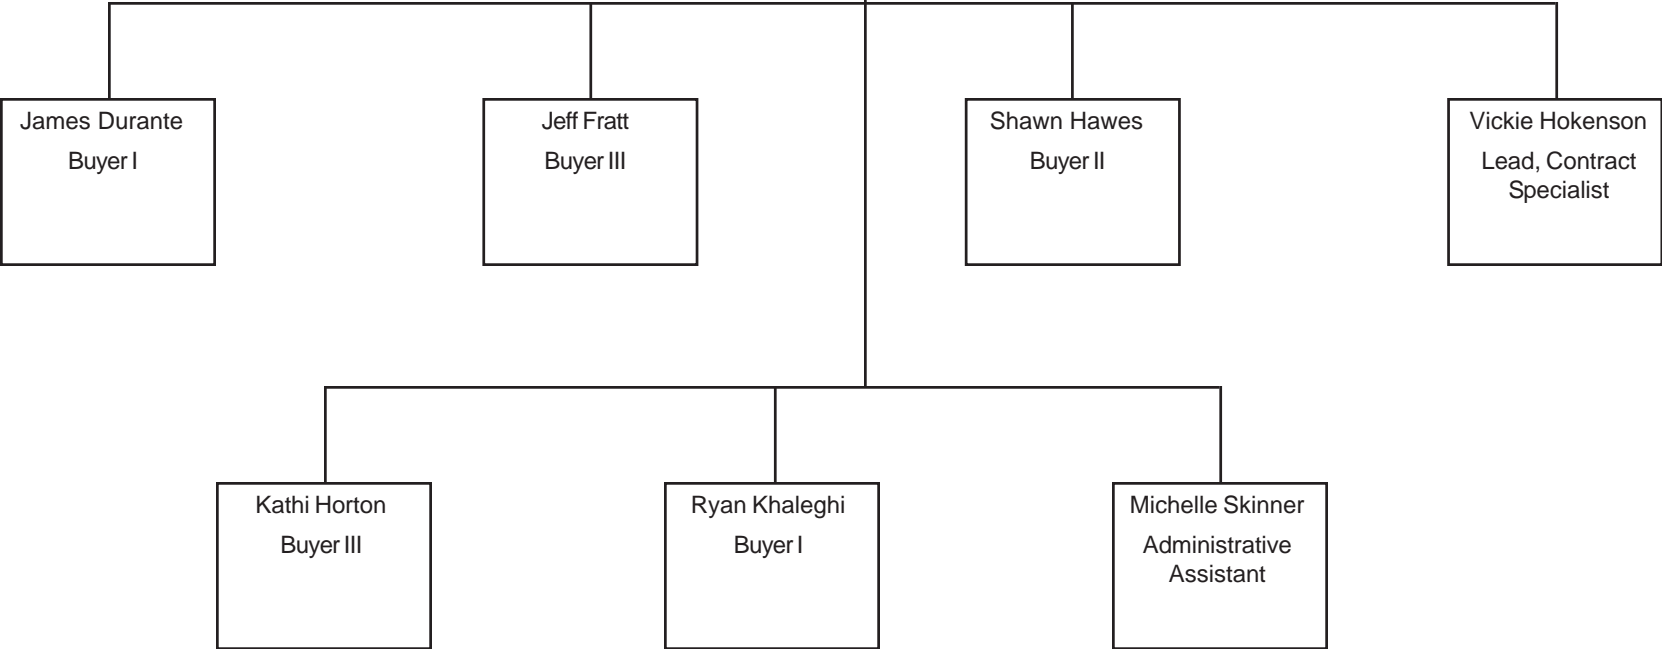 James Durante
Buyer I
Jeff Fratt
Buyer III
Shawn Hawes
Buyer II
Vickie Hokenson
Lead, Contract
Specialist
Kathi Horton
Buyer III
Ryan Khaleghi
Buyer I
Michelle Skinner
Administrative
Assistant